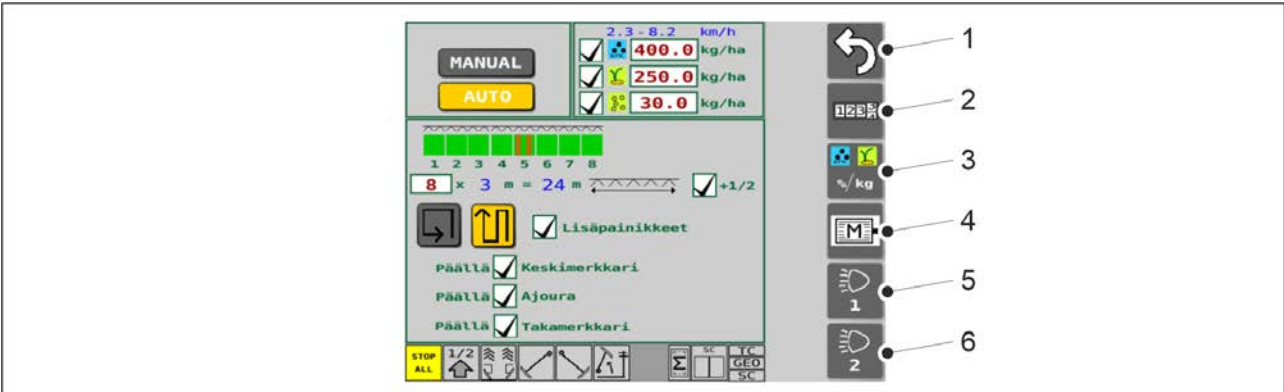 2.3-8.2 km/h
MANUAL
400.0 kg/ha
250.0 kg/ha
AUTO
30.0 kg/ha
1 2 3 4 5 6 7 8
8 x 3 m = 24 m +1/2
Lisäpainikkeet
Päällä Keskimerkkari
Päällä Ajoura
Päällä Takamerkkari
STOP
ALL
1/2
Σ
SC
TC
GEO
SC
1
2
%/kg
3
M
4
1
5
2
6